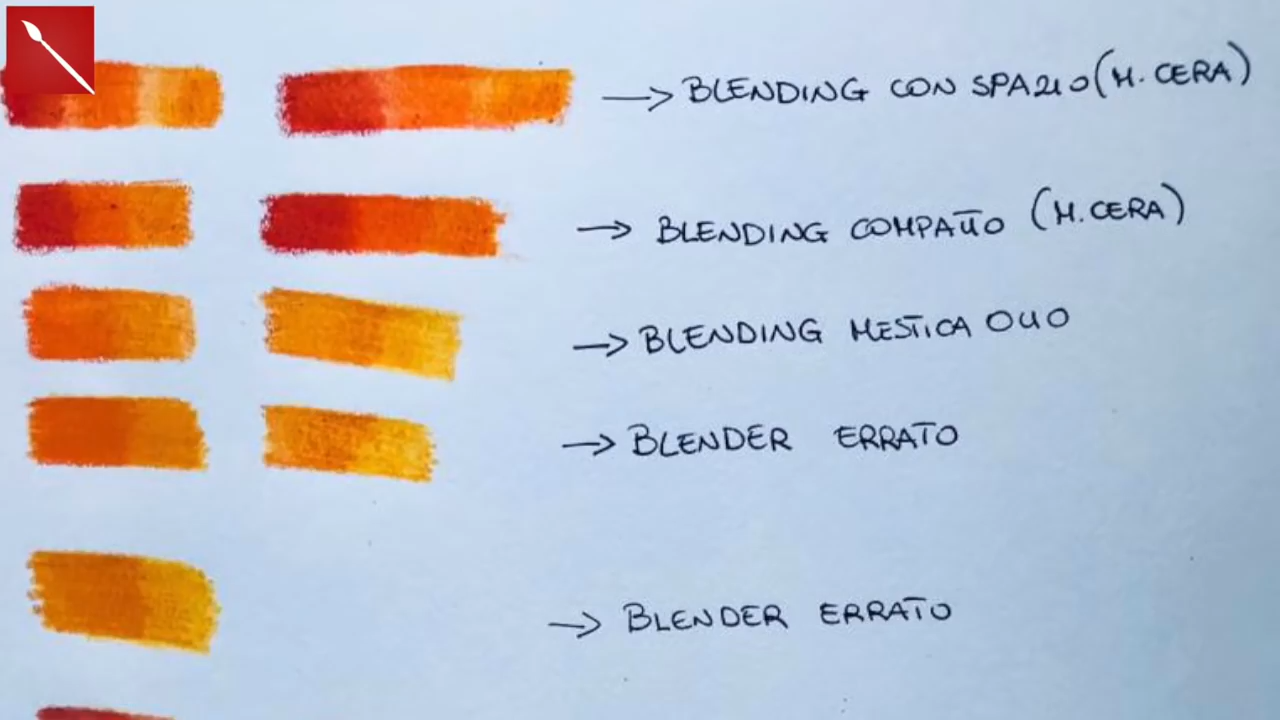 → BLENDING CON SPAZIO (M. CERA)
→ BLENDING COMPATTO (M. CERA)
→ BLENDING MESTICA OLIO
→ BLENDER ERRATO
→ BLENDER ERRATO